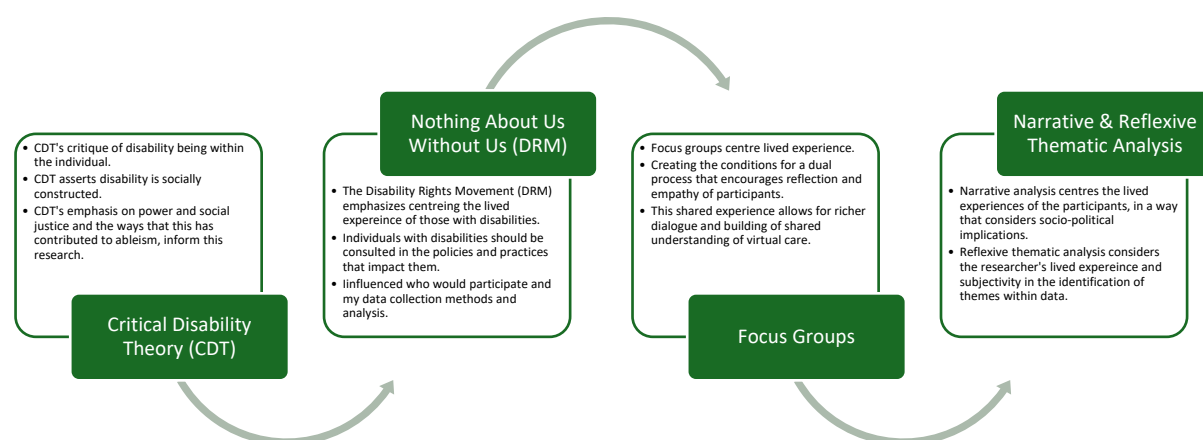 • CDT's critique of disability being within
the individual.
• CDT asserts disability is socially
constructed.
• CDT's emphasis on power and social
justice and the ways that this has
contributed to ableism, inform this
research.
Critical Disability
Theory (CDT)
Nothing About Us
Without Us (DRM)
• The Disability Rights Movement (DRM)
emphasizes centreing the lived
expereince of those with disabilities.
• Individuals with disabilities should be
consulted in the policies and practices
that impact them.
• Iinfluenced who would participate and
my data collection methods and
analysis.
• Focus groups centre lived experience.
• Creating the conditions for a dual
process that encourages reflection and
empathy of participants.
• This shared experience allows for richer
dialogue and building of shared
understanding of virtual care.
Focus Groups
Narrative & Reflexive
Thematic Analysis
• Narrative analysis centres the lived
experiences of the participants, in a way
that considers socio-political
implications.
• Reflexive thematic analysis considers
the researcher's lived expereince and
subjectivity in the identification of
themes within data.